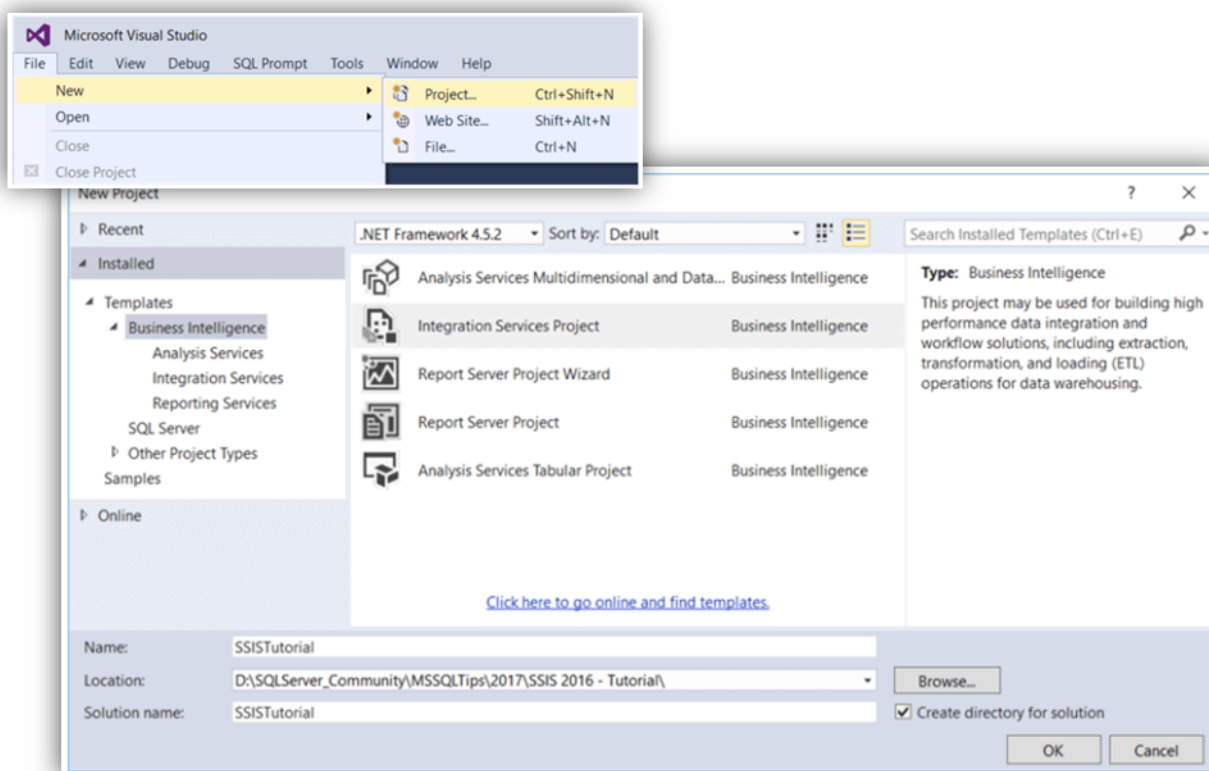 Microsoft Visual Studio
File Edit View Debug SQL Prompt Tools Window Help
New
Project... Ctrl+Shift+N
Open
Web Site... Shift+Alt+N
Close
File... Ctrl+N
Close Project
New Project ?
Recent
.NET Framework 4.5.2 Sort by: Default
Search Installed Templates (Ctrl+E)
Installed
Templates
Business Intelligence
Analysis Services
Integration Services
Reporting Services
SQL Server
Other Project Types
Samples
Online
Analysis Services Multidimensional and Data... Business Intelligence
Integration Services Project Business Intelligence
Report Server Project Wizard Business Intelligence
Report Server Project Business Intelligence
Analysis Services Tabular Project Business Intelligence
Click here to go online and find templates.
Type: Business Intelligence
This project may be used for building high
performance data integration and
workflow solutions, including extraction,
transformation, and loading (ETL)
operations for data warehousing.
Name: SSISTutorial
Location: D:\SQLServer_Community\MSSQLTips\2017\SSIS 2016 - Tutorial\ Browse...
Solution name: SSISTutorial Create directory for solution
OK Cancel